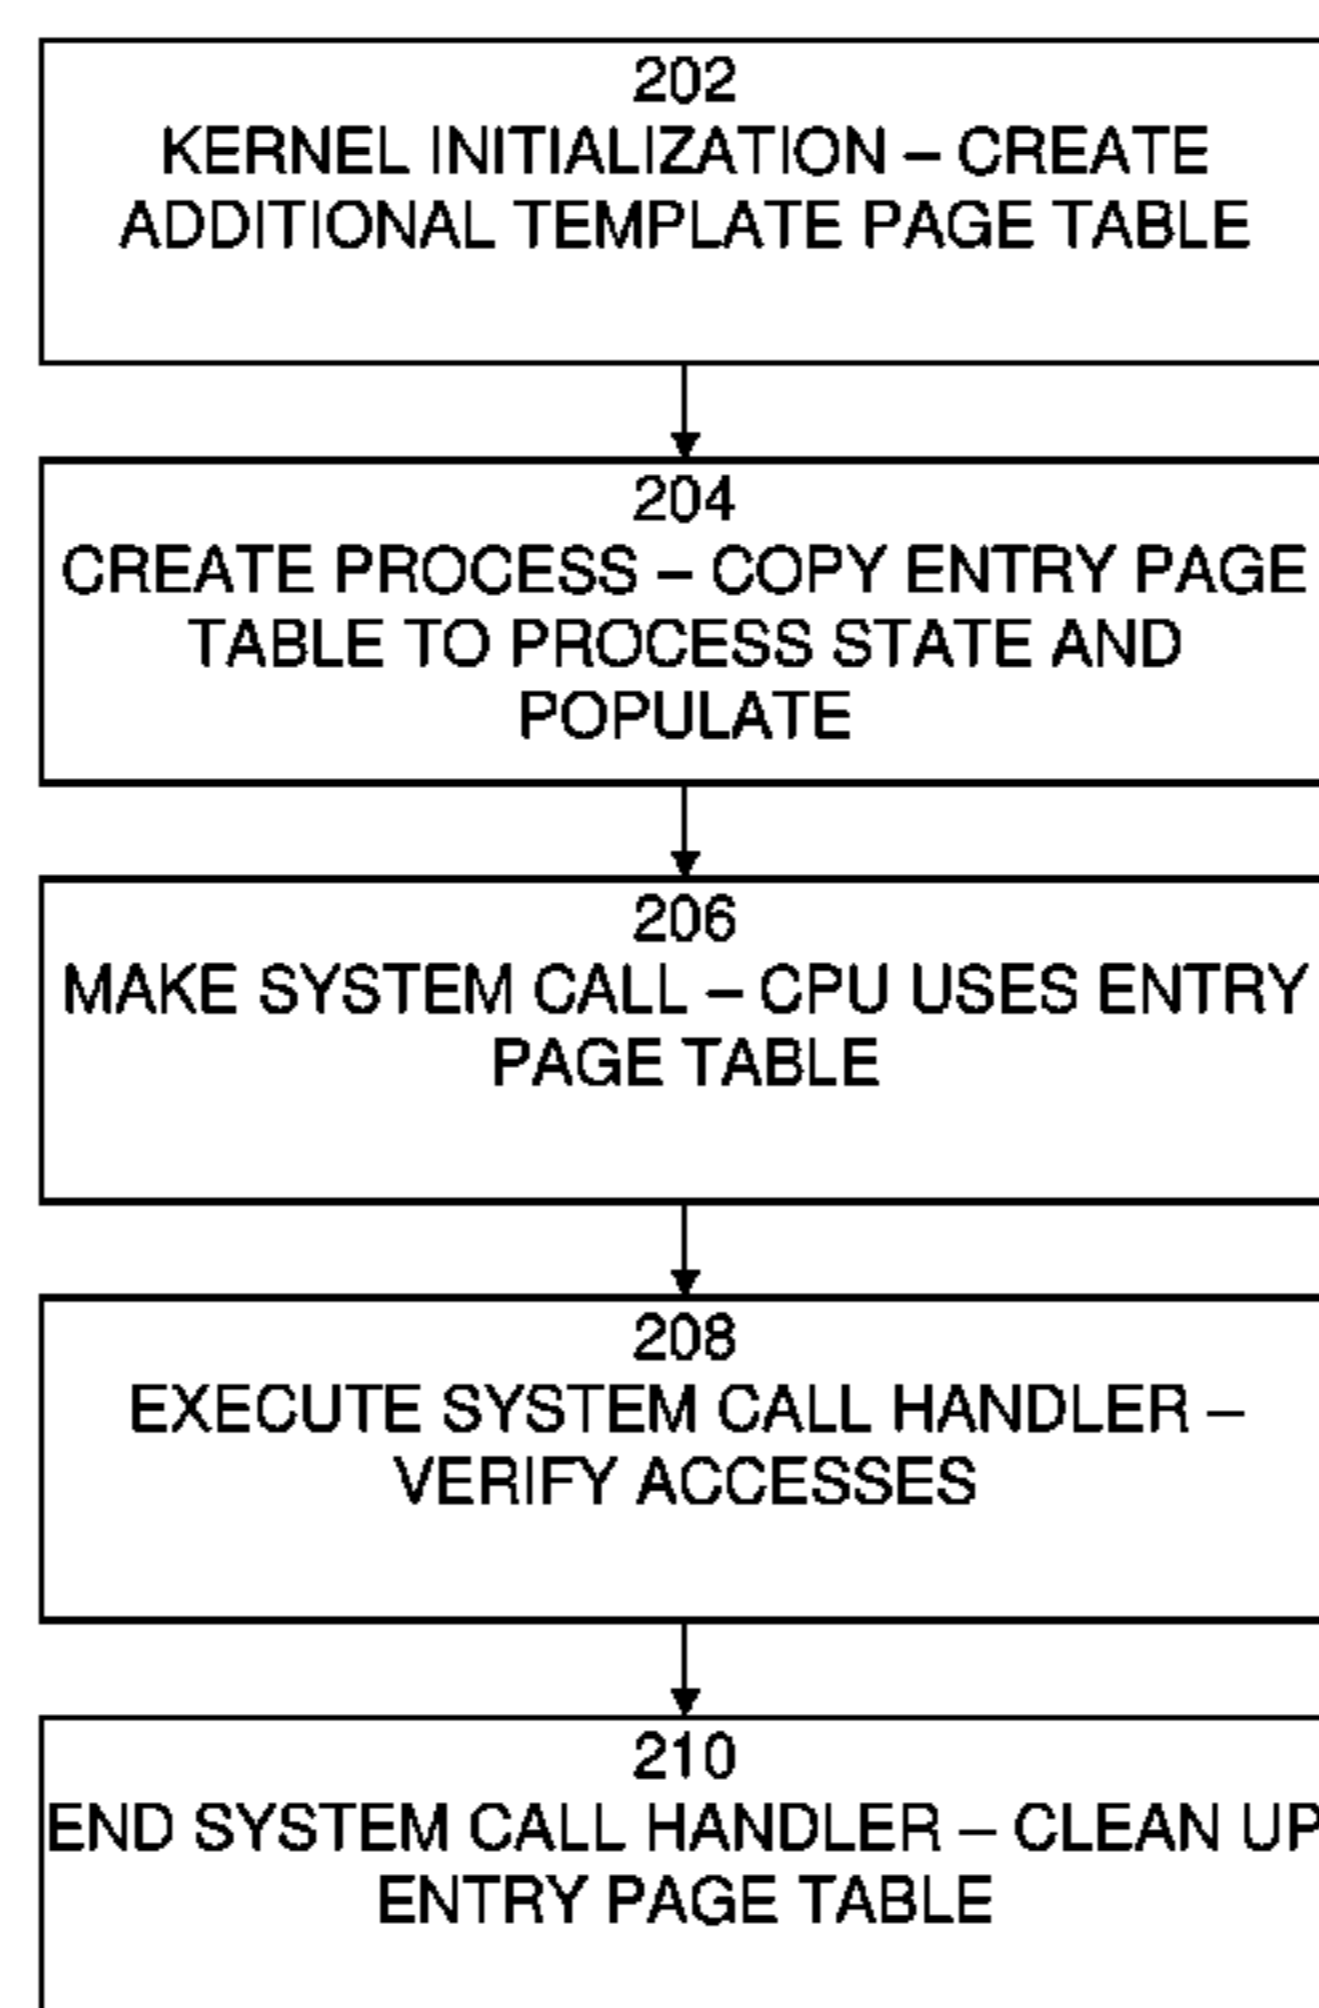 202
KERNEL INITIALIZATION – CREATE
ADDITIONAL TEMPLATE PAGE TABLE
204
CREATE PROCESS – COPY ENTRY PAGE
TABLE TO PROCESS STATE AND
POPULATE
206
MAKE SYSTEM CALL – CPU USES ENTRY
PAGE TABLE
208
EXECUTE SYSTEM CALL HANDLER –
VERIFY ACCESSES
210
END SYSTEM CALL HANDLER – CLEAN UP
ENTRY PAGE TABLE